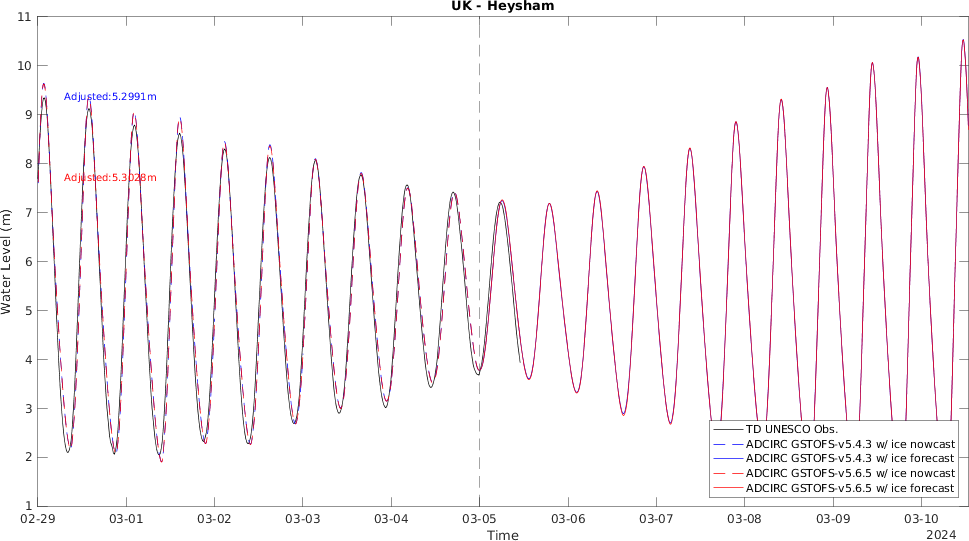 UK - Heysham
11
10
9
8
7
6
5
4
3
2
1
Water Level (m)
Adjusted:5.2991m
Adjusted:5.3028m
TD UNESCO Obs.
ADCIRC GSTOFS-v5.4.3 w/ ice nowcast
ADCIRC GSTOFS-v5.4.3 w/ ice forecast
ADCIRC GSTOFS-v5.6.5 w/ ice nowcast
ADCIRC GSTOFS-v5.6.5 w/ ice forecast
02-29 03-01 03-02 03-03 03-04 03-05 03-06 03-07 03-08 03-09 03-10
Time
2024